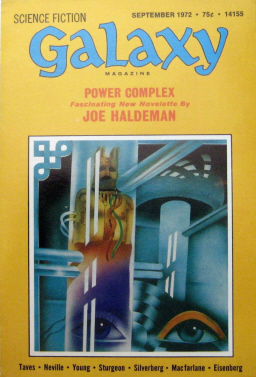 SCIENCE FICTION
SEPTEMBER 1972 • 75¢ • 14155
Galaxy
MAGAZINE
POWER COMPLEX
Fascinating New Novelette By
JOE HALDEMAN
Taves • Neville • Young • Sturgeon • Silverberg • Macfarlane • Eisenberg